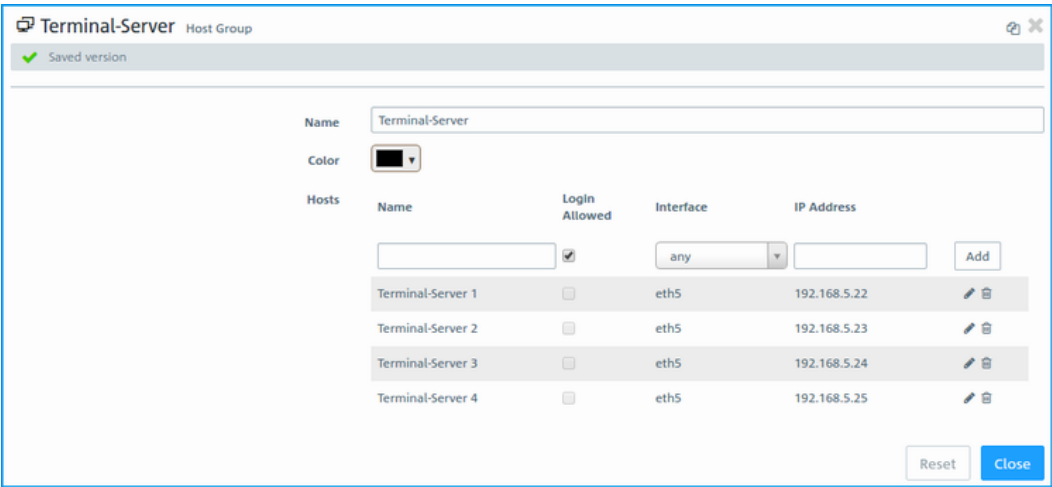 Terminal-Server Host Group
Saved version
Name Terminal-Server
Color
Hosts Name Login Allowed Interface IP Address
any Add
Terminal-Server 1 eth5 192.168.5.22
Terminal-Server 2 eth5 192.168.5.23
Terminal-Server 3 eth5 192.168.5.24
Terminal-Server 4 eth5 192.168.5.25
Reset Close